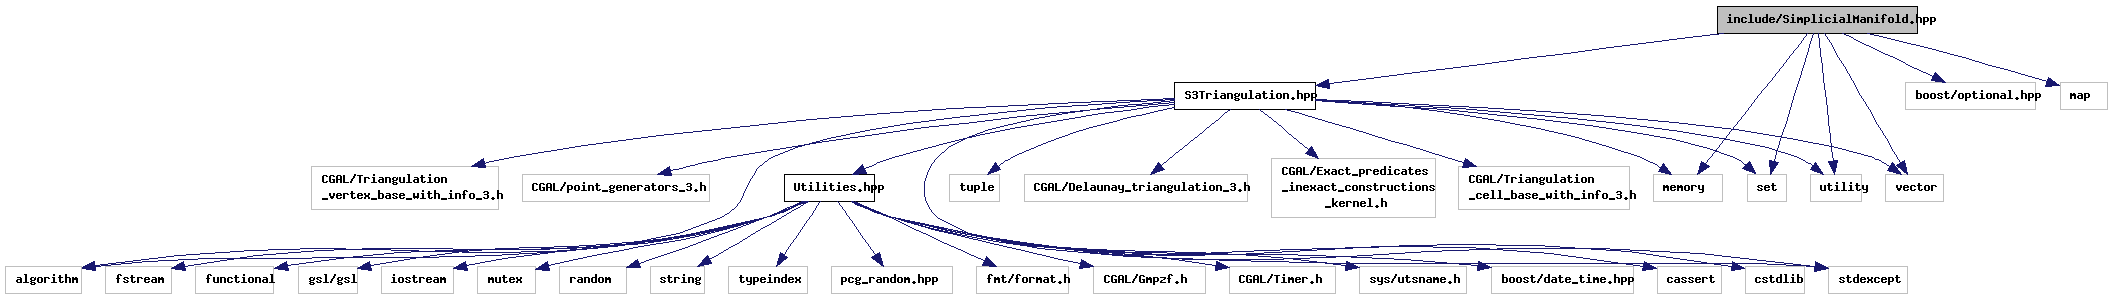 include/SimplicialManifold.hpp
S3Triangulation.hpp
boost/optional.hpp
map
CGAL/Triangulation
_vertex_base_with_info_3.h
CGAL/point_generators_3.h
Utilities.hpp
tuple
CGAL/Delaunay_triangulation_3.h
CGAL/Exact_predicates
_inexact_constructions
_kernel.h
CGAL/Triangulation
_cell_base_with_info_3.h
memory
set
utility
vector
algorithm
fstream
functional
gsl/gsl
iostream
mutex
random
string
typeindex
pcg_random.hpp
fmt/format.h
CGAL/Gmpzf.h
CGAL/Timer.h
sys/utsname.h
boost/date_time.hpp
cassert
cstdlib
stdexcept